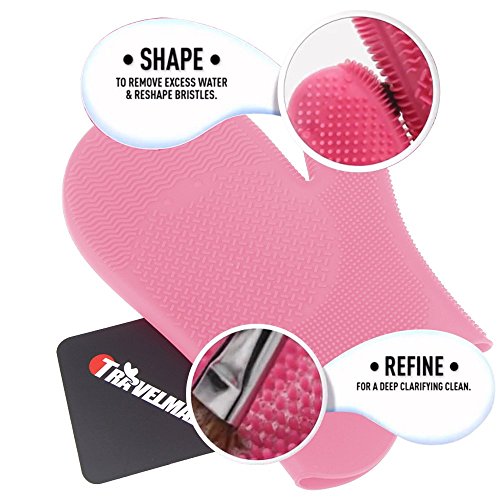 • SHAPE •
TO REMOVE EXCESS WATER
& RESHAPE BRISTLES.
• REFINE •
FOR A DEEP CLARIFYING CLEAN.